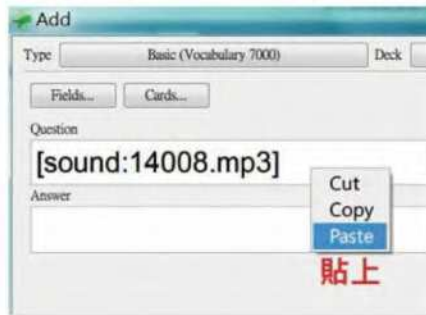 Add
Type Basic (Vocabulary 7000) Deck
Fields... Cards...
Question
[sound:14008.mp3]
Answer
Cut
Copy
Paste
貼上